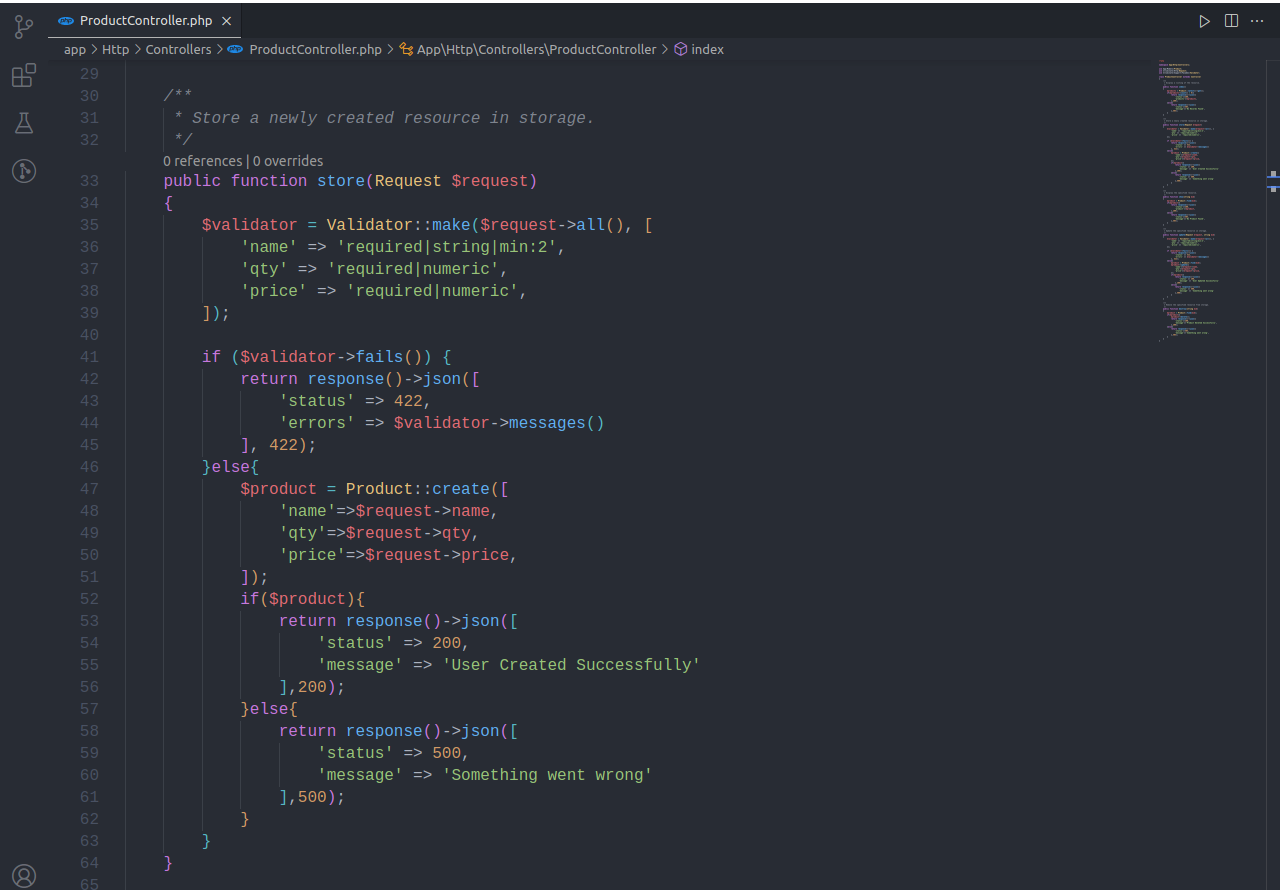 php ProductController.php ×
app > Http > Controllers > php ProductController.php > App\Http\Controllers\ProductController > index
29
30 /**
31 * Store a newly created resource in storage.
32 */
0 references | 0 overrides
33 public function store(Request $request)
34 {
35 $validator = Validator::make($request->all(), [
36 'name' => 'required|string|min:2',
37 'qty' => 'required|numeric',
38 'price' => 'required|numeric',
39 ]);
40
41 if ($validator->fails()) {
42 return response()->json([
43 'status' => 422,
44 'errors' => $validator->messages()
45 ], 422);
46 }else{
47 $product = Product::create([
48 'name'=>$request->name,
49 'qty'=>$request->qty,
50 'price'=>$request->price,
51 ]);
52 if($product){
53 return response()->json([
54 'status' => 200,
55 'message' => 'User Created Successfully'
56 ],200);
57 }else{
58 return response()->json([
59 'status' => 500,
60 'message' => 'Something went wrong'
61 ],500);
62 }
63 }
64 }
65